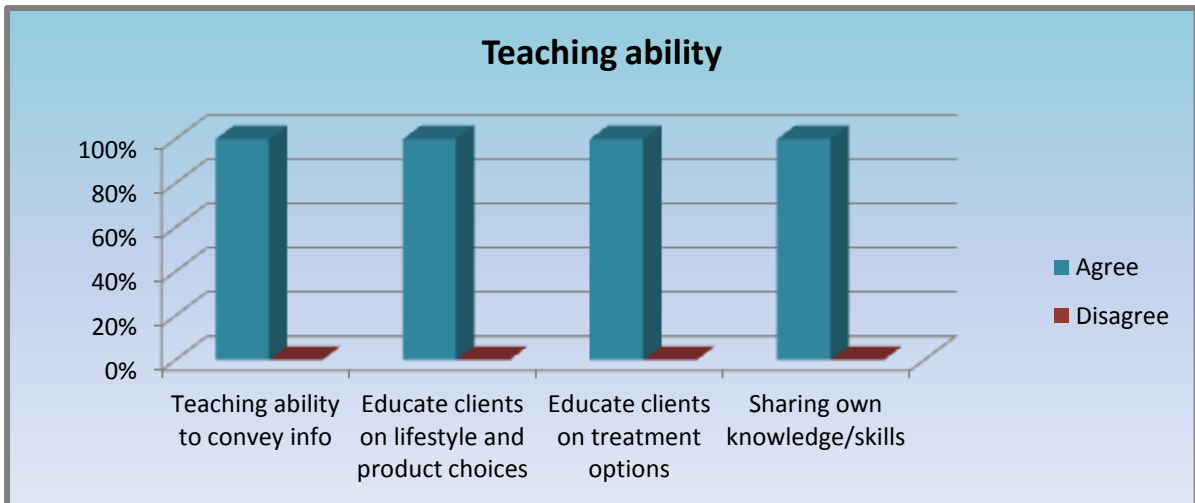 Teaching ability
100%
80%
60%
40%
20%
0%
Agree
Disagree
Teaching ability
to convey info
Educate clients
on lifestyle and
product choices
Educate clients
on treatment
options
Sharing own
knowledge/skills